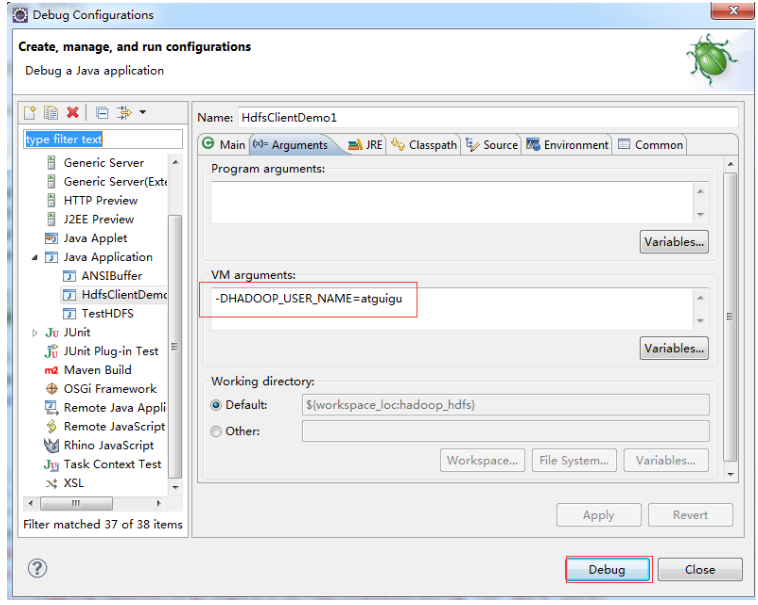 Debug Configurations
Create, manage, and run configurations
Debug a Java application
type filter text
Generic Server
Generic Server(Exte
HTTP Preview
J2EE Preview
Java Applet
Java Application
ANSIBuffer
HdfsClientDemo
TestHDFS
Ju JUnit
JUnit Plug-in Test
m2 Maven Build
OSGi Framework
Remote Java Appli
Remote JavaScript
Rhino JavaScript
Task Context Test
XSL
Filter matched 37 of 38 items
Name: HdfsClientDemo1
Main (x)= Arguments JRE Classpath Source Environment Common
Program arguments:
Variables...
VM arguments:
-DHADOOP_USER_NAME=atguigu
Variables...
Working directory:
Default: ${workspace_loc:hadoop_hdfs}
Other:
Workspace... File System... Variables...
Apply Revert
Debug Close